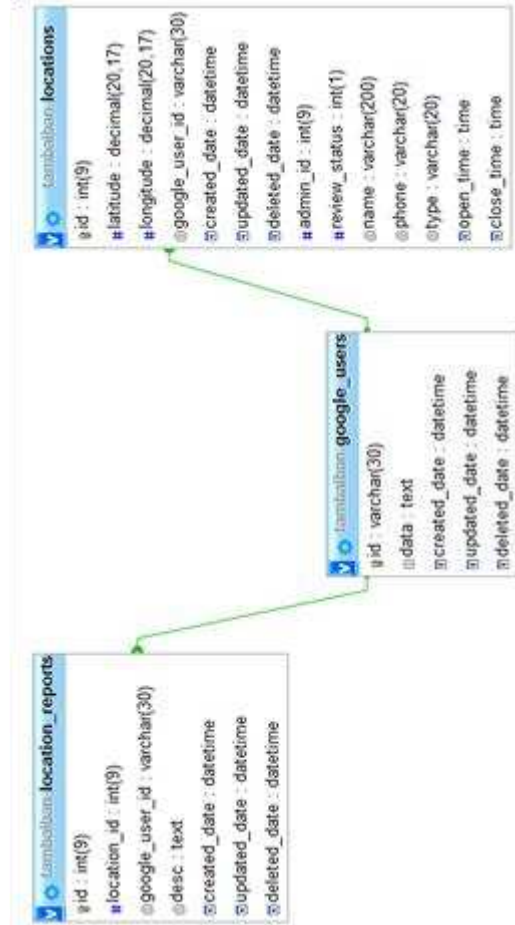 tambalban location_reports
id : int(9)
location_id : int(9)
google_user_id : varchar(30)
desc : text
created_date : datetime
updated_date : datetime
deleted_date : datetime
tambalban google_users
id : varchar(30)
data : text
created_date : datetime
updated_date : datetime
deleted_date : datetime
tambalban locations
id : int(9)
latitude : decimal(20,17)
longitude : decimal(20,17)
google_user_id : varchar(30)
created_date : datetime
updated_date : datetime
deleted_date : datetime
admin_id : int(9)
review_status : int(1)
name : varchar(200)
phone : varchar(20)
type : varchar(20)
open_time : time
close_time : time